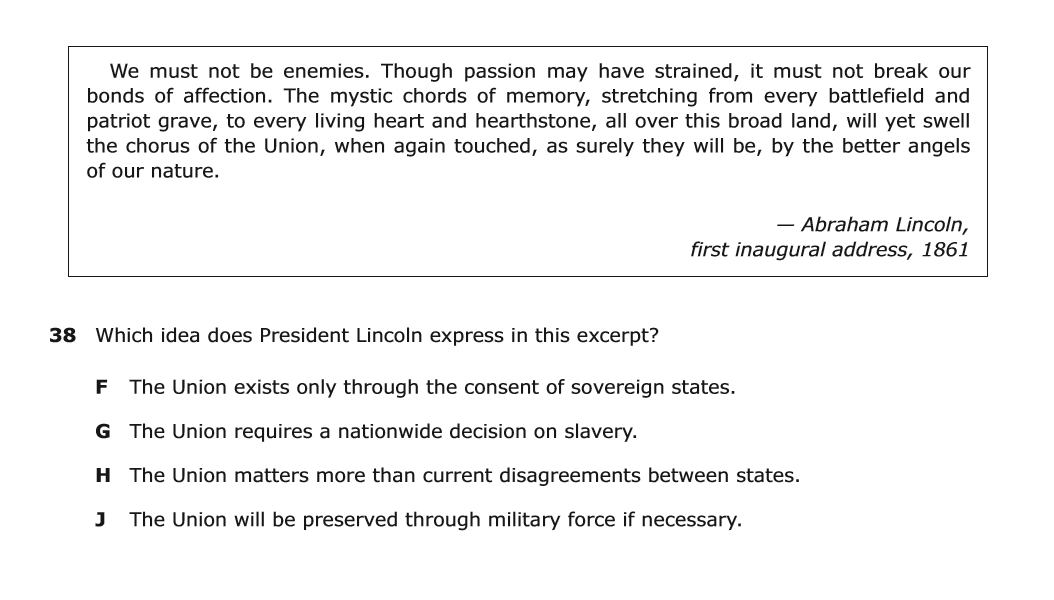 We must not be enemies. Though passion may have strained, it must not break our
bonds of affection. The mystic chords of memory, stretching from every battlefield and
patriot grave, to every living heart and hearthstone, all over this broad land, will yet swell
the chorus of the Union, when again touched, as surely they will be, by the better angels
of our nature.
— Abraham Lincoln,
first inaugural address, 1861
38 Which idea does President Lincoln express in this excerpt?
F The Union exists only through the consent of sovereign states.
G The Union requires a nationwide decision on slavery.
H The Union matters more than current disagreements between states.
J The Union will be preserved through military force if necessary.